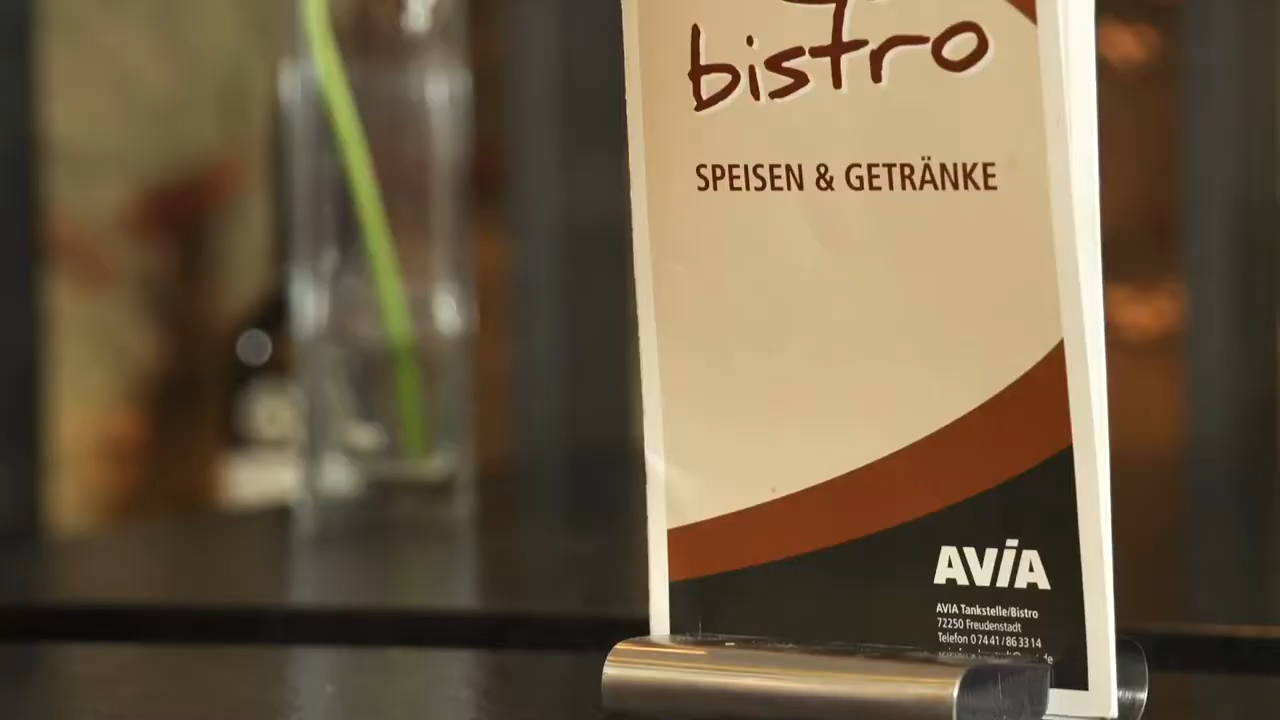 bistro
SPEISEN & GETRÄNKE
AVIA
AVIA Tankstelle/Bistro
72250 Freudenstadt
Telefon 0 74 41 / 86 33 14